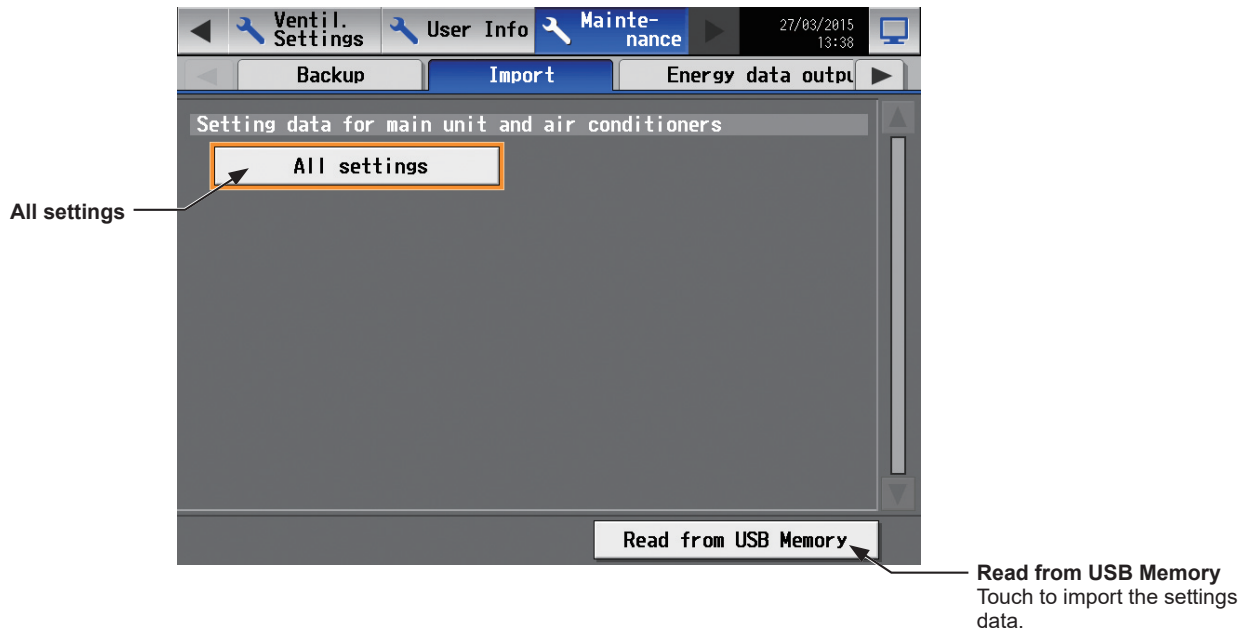 Ventil. Settings
User Info
Mainte-nance
27/03/2015
13:38
Backup
Import
Energy data outpu
Setting data for main unit and air conditioners
All settings
All settings
Read from USB Memory
Read from USB Memory
Touch to import the settings
data.